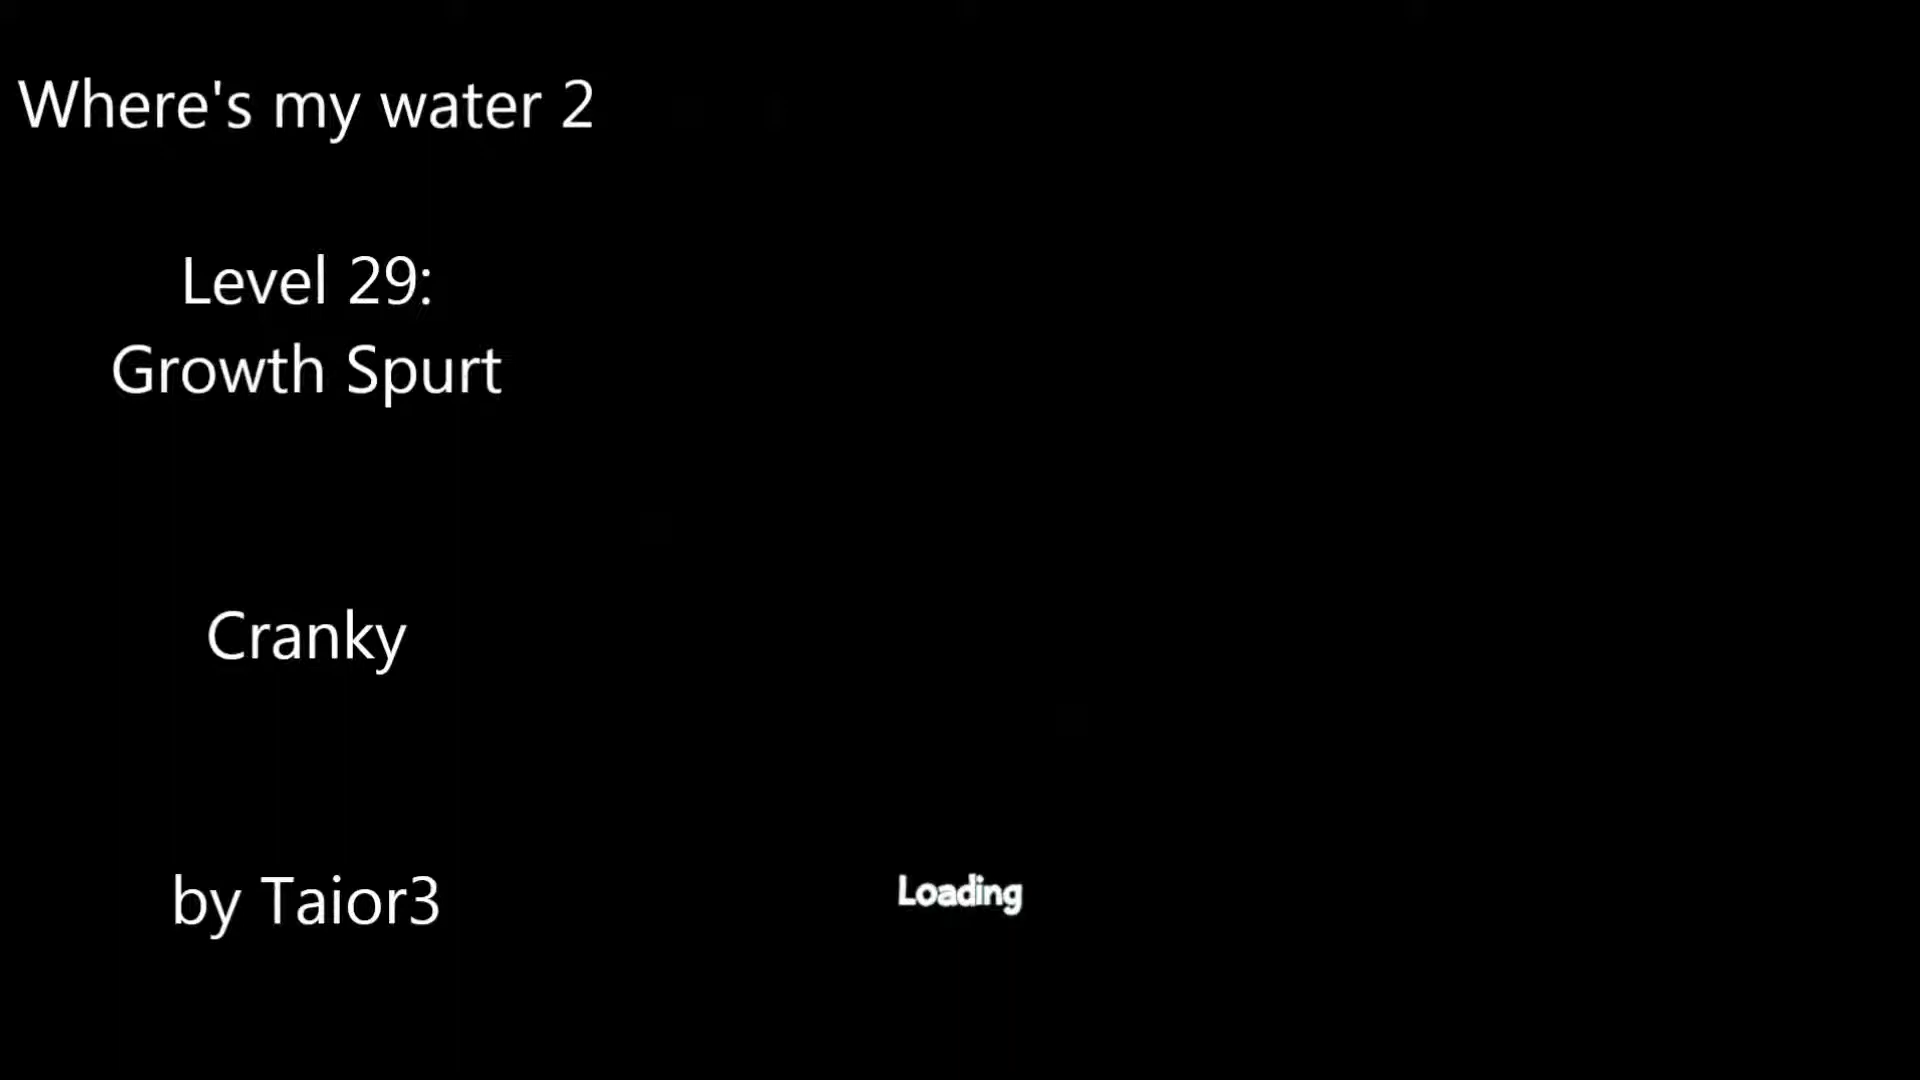 Where's my water 2
Level 29:
Growth Spurt
Cranky
by Taior3
Loading